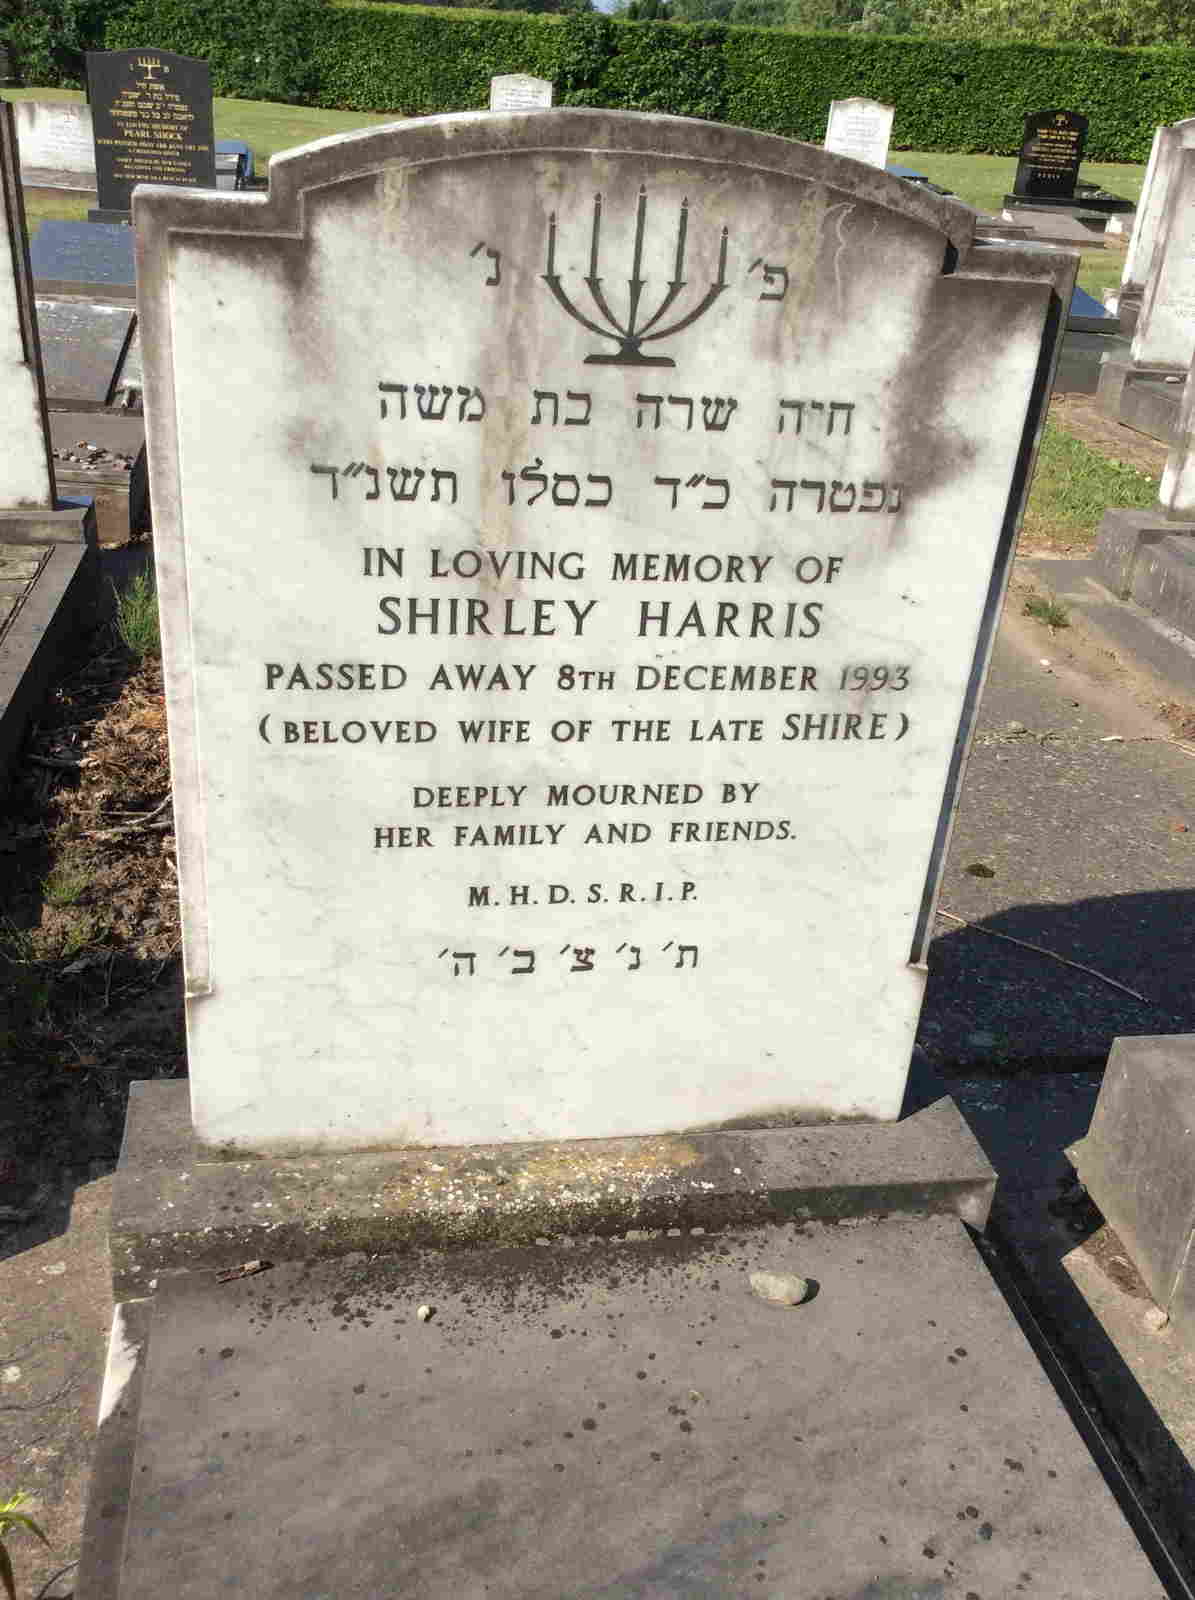 פ׳ נ׳
חיה שרה בת משה
נפטרה כ״ד כסלו תשנ״ד
IN LOVING MEMORY OF
SHIRLEY HARRIS
PASSED AWAY 8TH DECEMBER 1993
(BELOVED WIFE OF THE LATE SHIRE)
DEEPLY MOURNED BY
HER FAMILY AND FRIENDS.
M.H.D.S.R.I.P.
ת׳ נ׳ צ׳ ב׳ ה׳
IN LOVING MEMORY OF
PEARL SHOCK